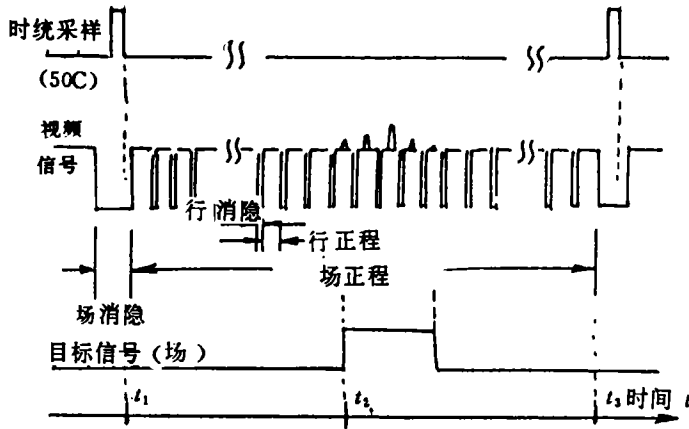 时统采样
(50C)
视频
信号
行消隐
行正程
场正程
场消隐
目标信号(场)
t₁
t₂
t₃ 时间 t